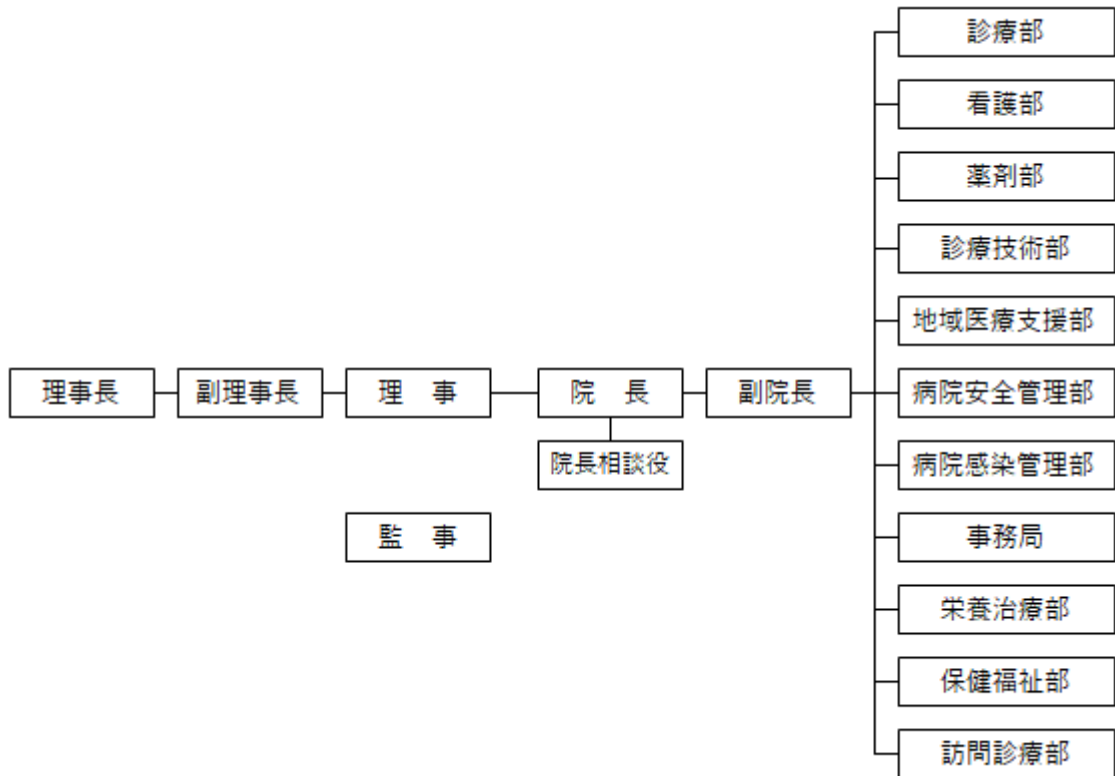 診療部
看護部
薬剤部
診療技術部
地域医療支援部
理事長 副理事長 理　事 院　長 副院長 病院安全管理部
院長相談役 病院感染管理部
監　事 事務局
栄養治療部
保健福祉部
訪問診療部